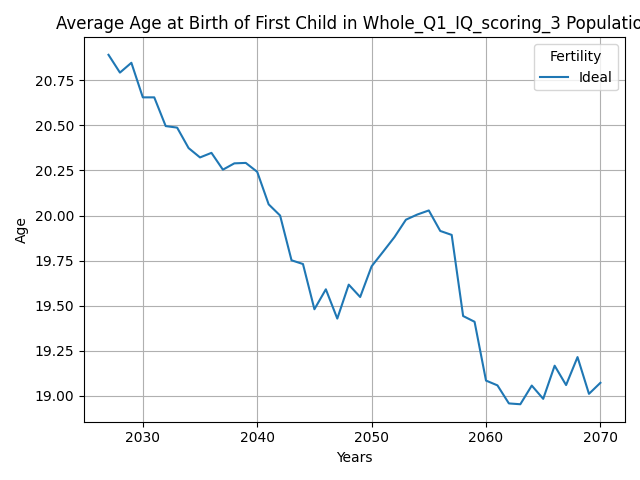 Average Age at Birth of First Child in Whole_Q1_IQ_scoring_3 Populatio
Fertility
Ideal
20.75
20.50
20.25
20.00
19.75
19.50
19.25
19.00
Age
2030 2040 2050 2060 2070
Years